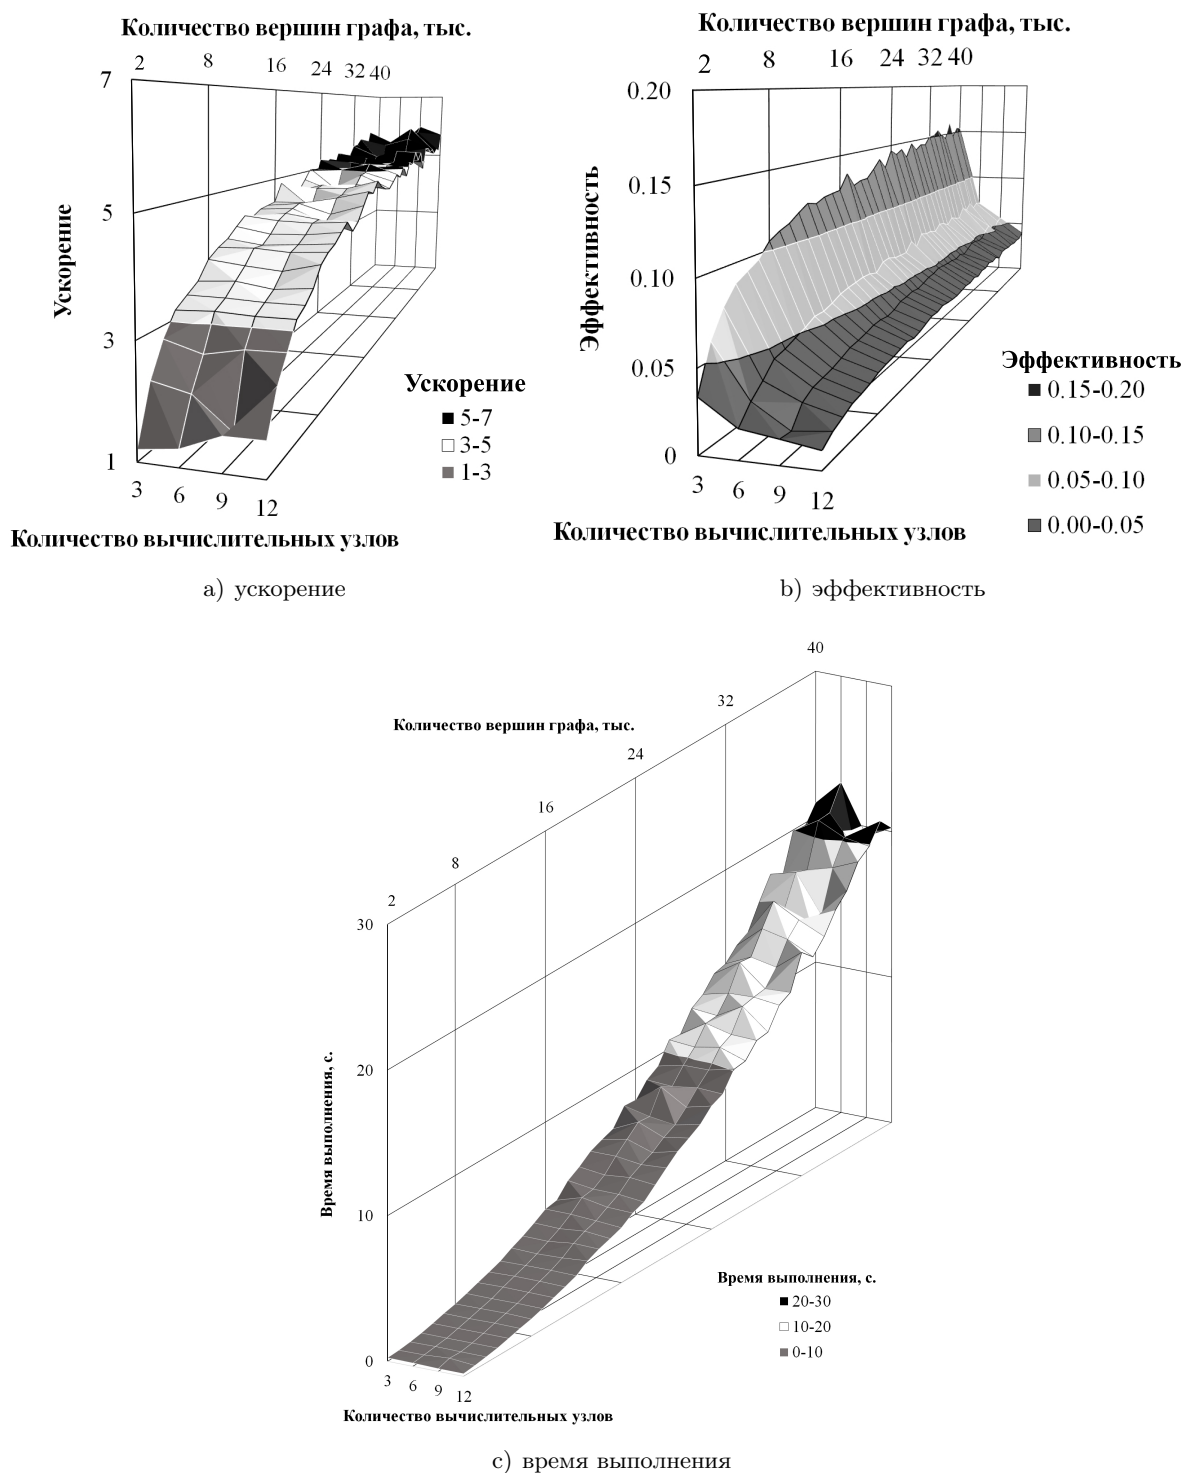 Количество вершин графа, тыс.
2 8 16 24 32 40
7
5
3
1
Ускорение
3 6 9 12
Количество вычислительных узлов
Ускорение
5-7
3-5
1-3
a) ускорение
Количество вершин графа, тыс.
2 8 16 24 32 40
0.20
0.15
0.10
0.05
0
Эффективность
3 6 9 12
Количество вычислительных узлов
Эффективность
0.15-0.20
0.10-0.15
0.05-0.10
0.00-0.05
b) эффективность
Количество вершин графа, тыс.
2 8 16 24 32 40
30
20
10
0
Время выполнения, с.
3 6 9 12
Количество вычислительных узлов
Время выполнения, с.
20-30
10-20
0-10
c) время выполнения